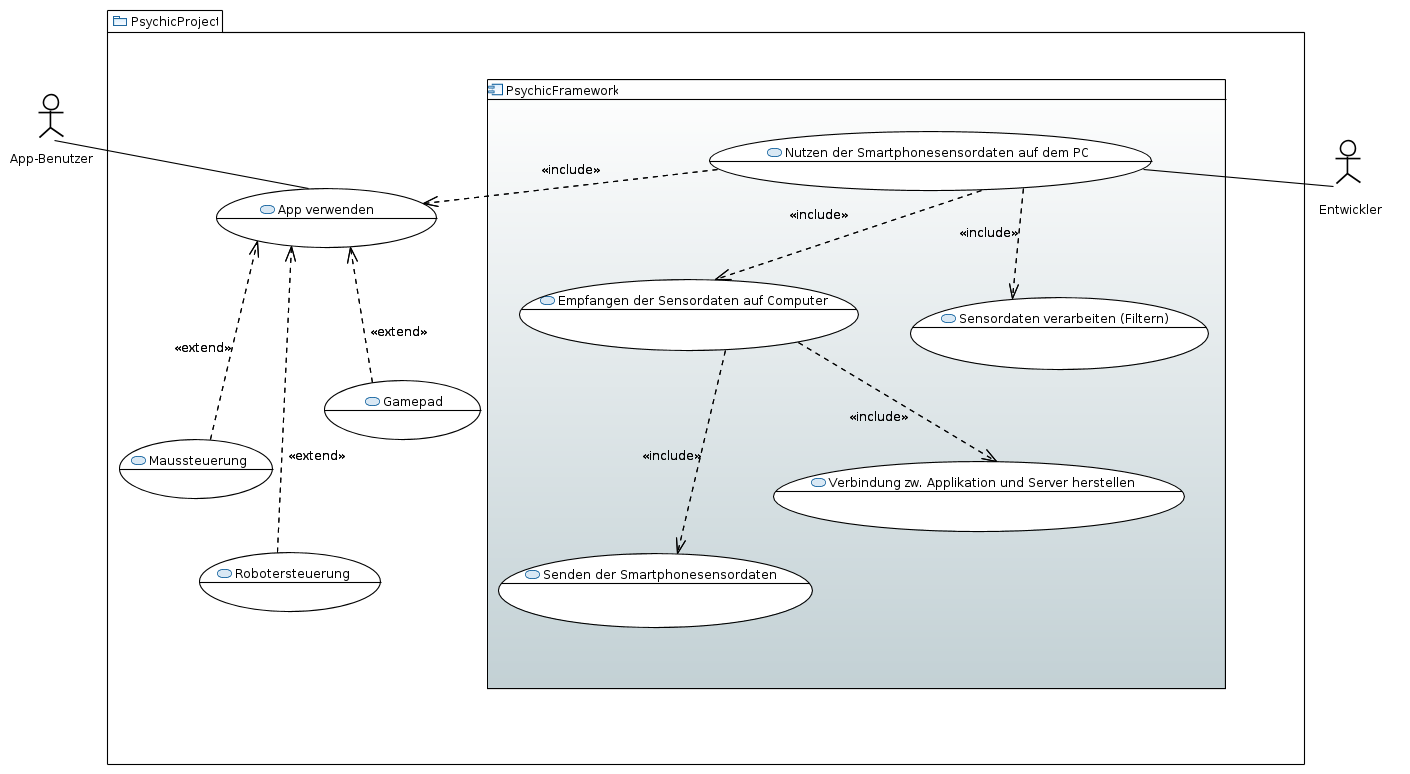 PsychicProject
PsychicFramework
App-Benutzer
Nutzen der Smartphonesensordaten auf dem PC
«include»
Entwickler
App verwenden
«include»
«include»
Empfangen der Sensordaten auf Computer
Sensordaten verarbeiten (Filtern)
«extend»
«extend»
Gamepad
«include»
«extend»
«include»
Maussteuerung
Verbindung zw. Applikation und Server herstellen
Robotersteuerung
Senden der Smartphonesensordaten